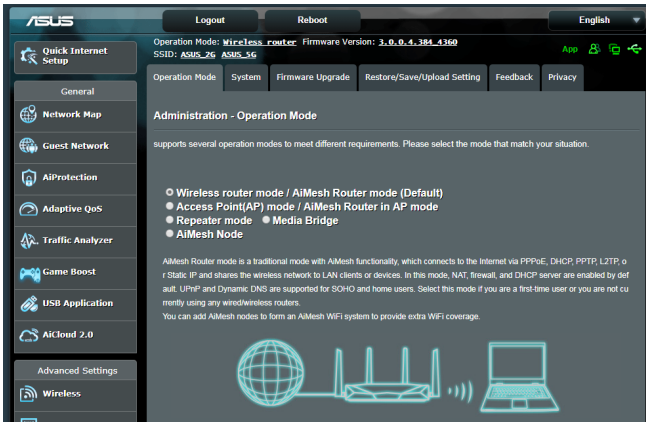 ASUS
Logout
Reboot
English
Operation Mode: Wireless router Firmware Version: 3.0.0.4.384_4360
SSID: ASUS_2G ASUS_5G
App
Quick Internet
Setup
General
Network Map
Guest Network
AiProtection
Adaptive QoS
Traffic Analyzer
Game Boost
USB Application
AiCloud 2.0
Advanced Settings
Wireless
Operation Mode System Firmware Upgrade Restore/Save/Upload Setting Feedback Privacy
Administration - Operation Mode
supports several operation modes to meet different requirements. Please select the mode that match your situation.
Wireless router mode / AiMesh Router mode (Default)
Access Point(AP) mode / AiMesh Router in AP mode
Repeater mode Media Bridge
AiMesh Node
AiMesh Router mode is a traditional mode with AiMesh functionality, which connects to the Internet via PPPoE, DHCP, PPTP, L2TP, o
r Static IP and shares the wireless network to LAN clients or devices. In this mode, NAT, firewall, and DHCP server are enabled by def
ault. UPnP and Dynamic DNS are supported for SOHO and home users. Select this mode if you are a first-time user or you are not cu
rrently using any wired/wireless routers.
You can add AiMesh nodes to form an AiMesh WiFi system to provide extra WiFi coverage.